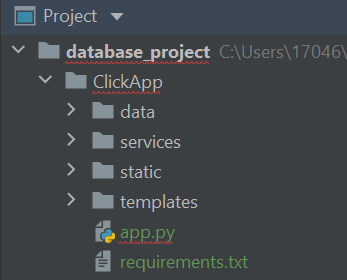 Project
database_project C:\Users\17046\
ClickApp
data
services
static
templates
app.py
requirements.txt